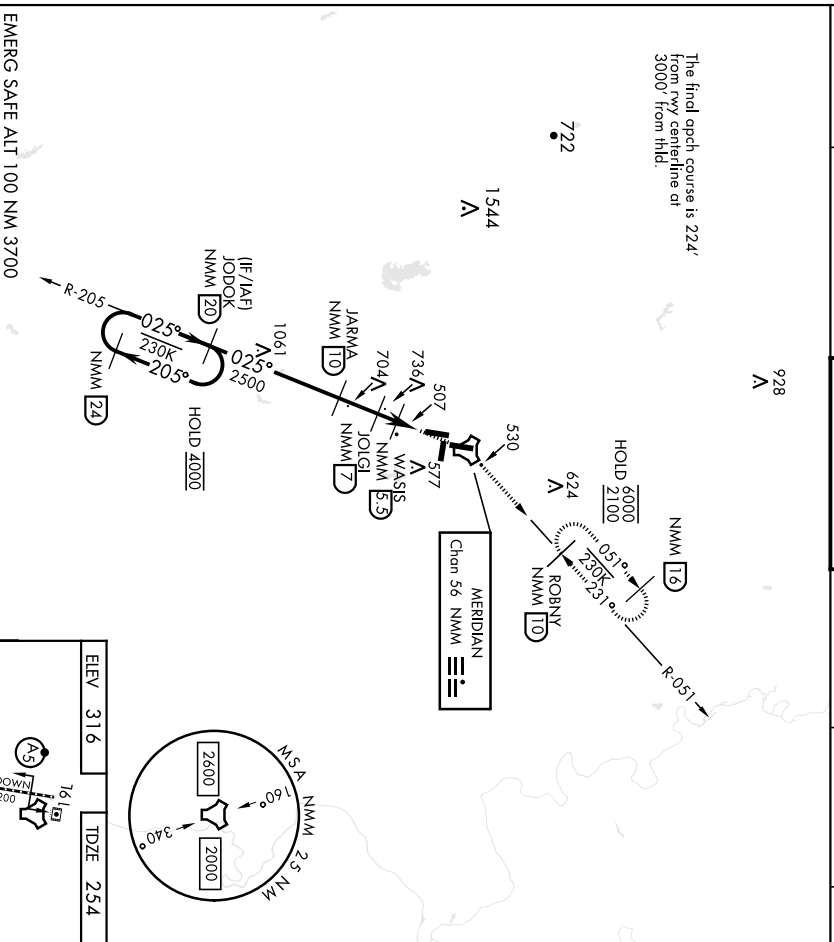 The final apch course is 224'
from rwy centerline at
3000' from thld.
722
1544
928
EMERG SAFE ALT 100 NM 3700
R-205
025°
230K
205°
NMM 24
(IF/IAF)
JODOK
NMM 20
1061
025°
2500
HOLD 4000
JARMA
NMM 10
704
736
507
JOLGI
NMM 7
WASIS
NMM 5.5
577
530
624
HOLD 6000
2100
NMM 16
051°
230K
231°
ROBNY
NMM 10
R-051
MERIDIAN
Chan 56 NMM
MSA NMM 25 NM
160°
340°
2600
2000
ELEV 316
TDZE 254
A5
19L